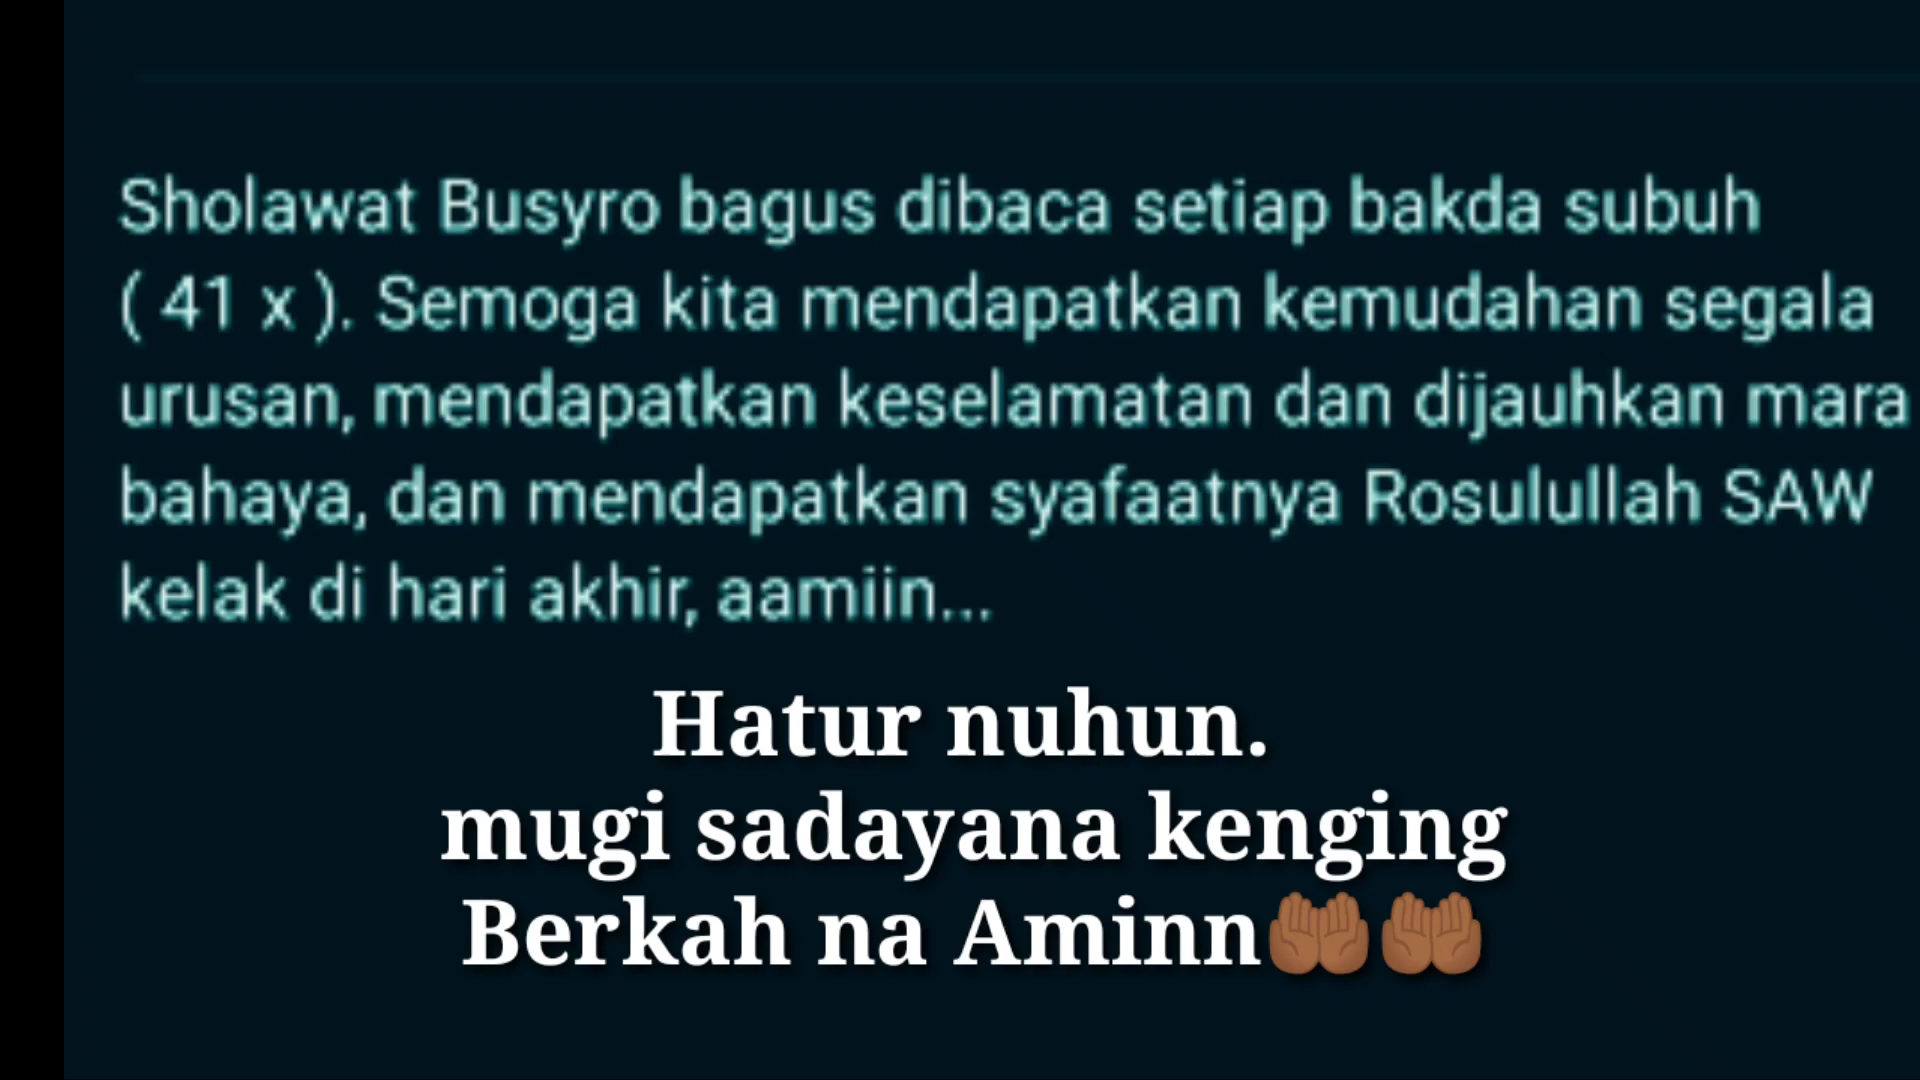 Sholawat Busyro bagus dibaca setiap bakda subuh
( 41 x ). Semoga kita mendapatkan kemudahan segala
urusan, mendapatkan keselamatan dan dijauhkan mara
bahaya, dan mendapatkan syafaatnya Rosulullah SAW
kelak di hari akhir, aamiin...
Hatur nuhun.
mugi sadayana kenging
Berkah na Aminn🤲🏾🤲🏾